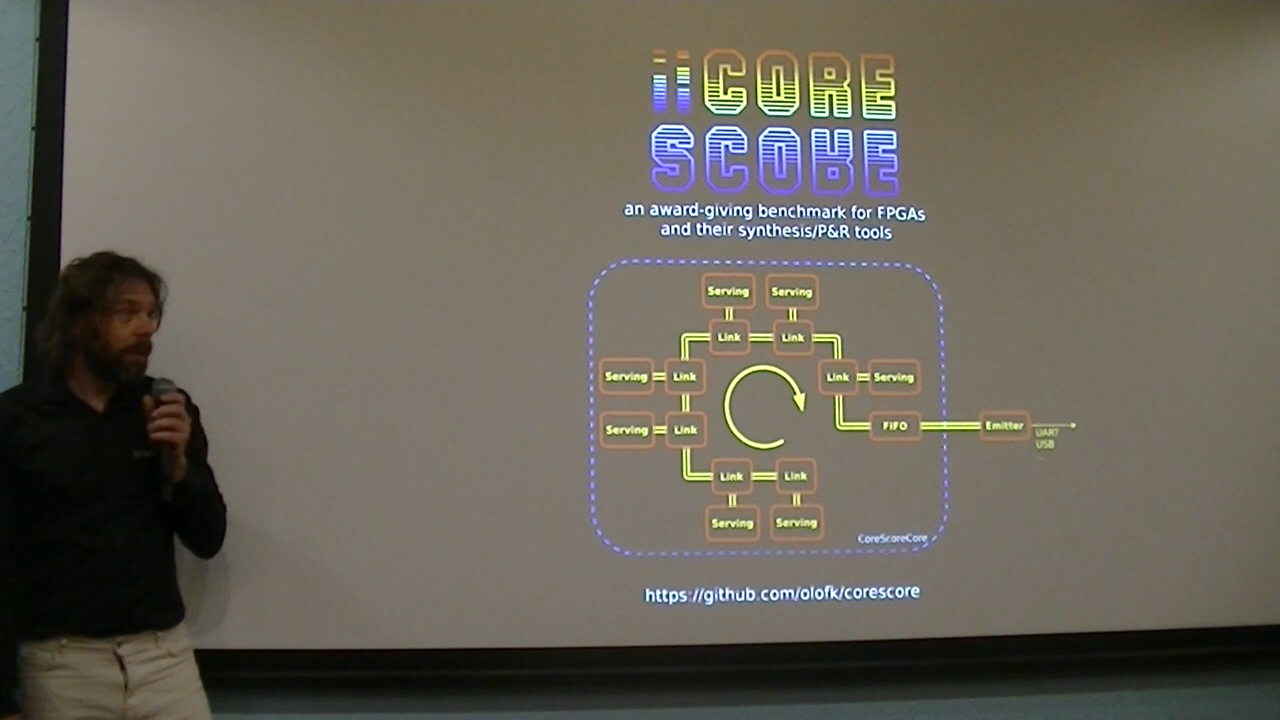 CORE
SCORE
an award-giving benchmark for FPGAs
and their synthesis/P&R tools
Serving Serving
Link Link
Serving Link Link Serving
Serving Link FIFO Emitter
UART
USB
Link Link
Serving Serving
CoreScoreCore
https://github.com/olofk/corescore